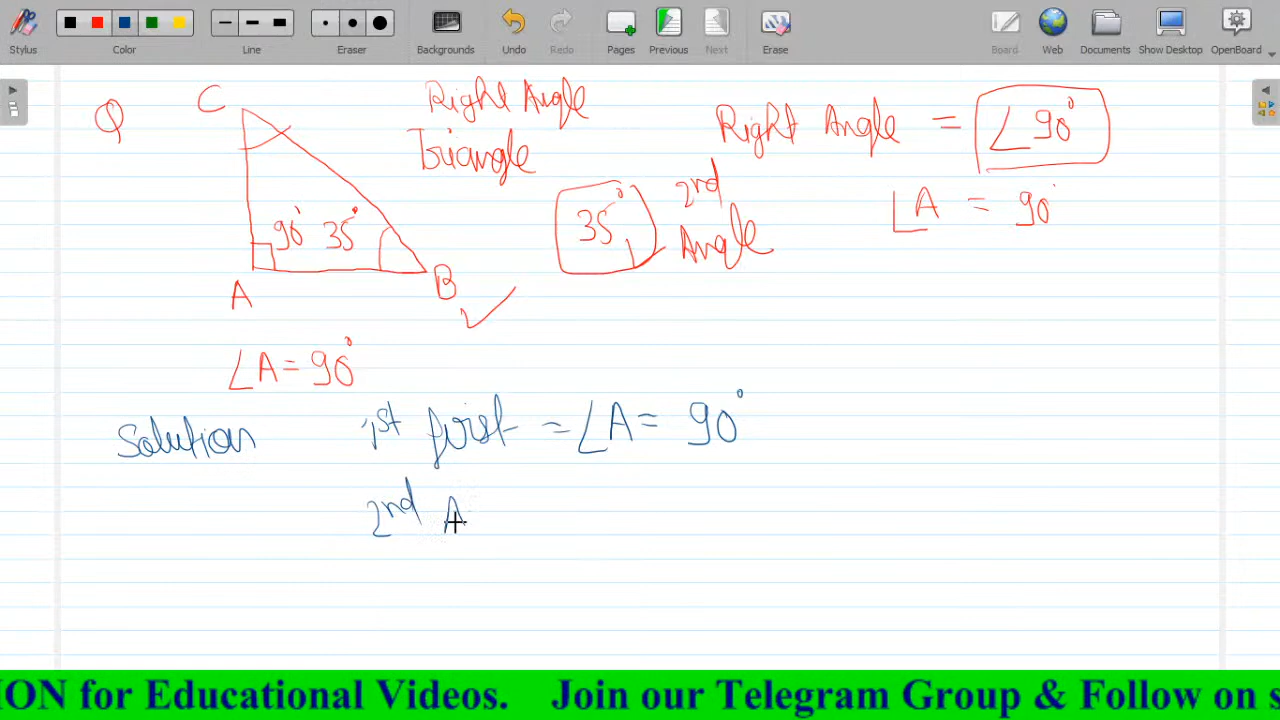 Stylus
Color
Line
Eraser
Backgrounds
Undo
Redo
Pages
Previous
Next
Erase
Board
Web
Documents
Show Desktop
OpenBoard
Q
C
Right Angle
Triangle
90° 35°
A
B
∠A = 90°
35°
2nd
Angle
Right Angle = ∠90°
∠A = 90°
Solution 1st first = ∠A = 90°
2nd A
ION for Educational Videos. Join our Telegram Group & Follow on s